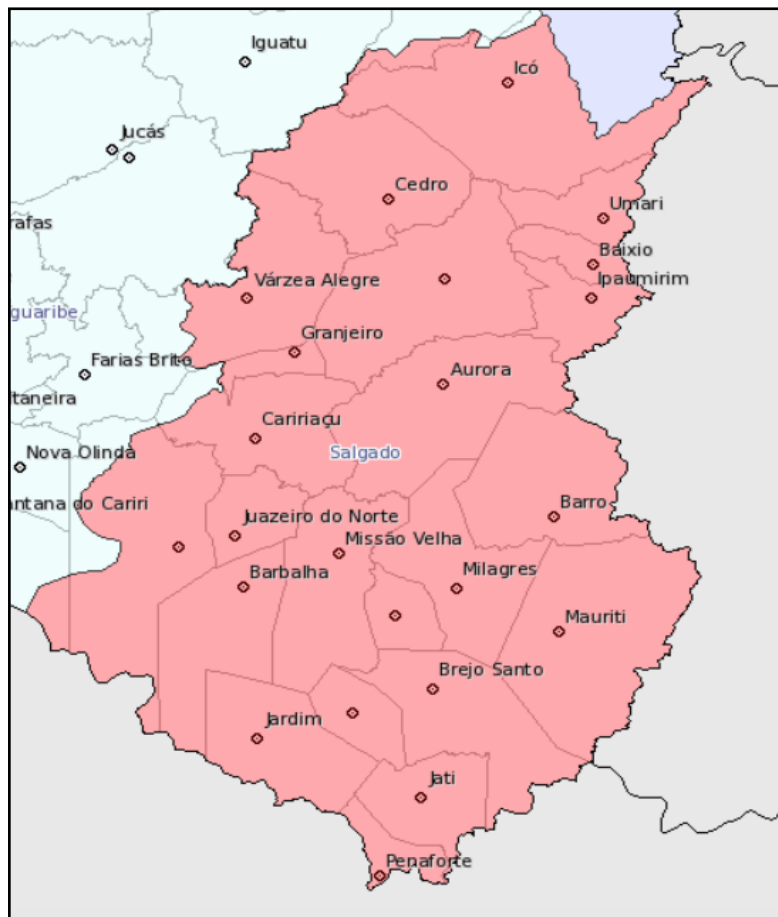 Iguatu
Icó
Jucás
Cedro
Umari
rafas
Baixio
Várzea Alegre
Ipaumirim
guaribe
Granjeiro
Farias Brito
Aurora
taneira
Caririaçu
Nova Olinda
Salgado
antana do Cariri
Barro
Juazeiro do Norte
Missão Velha
Barbalha
Milagres
Mauriti
Brejo Santo
Jardim
Jati
Penaforte